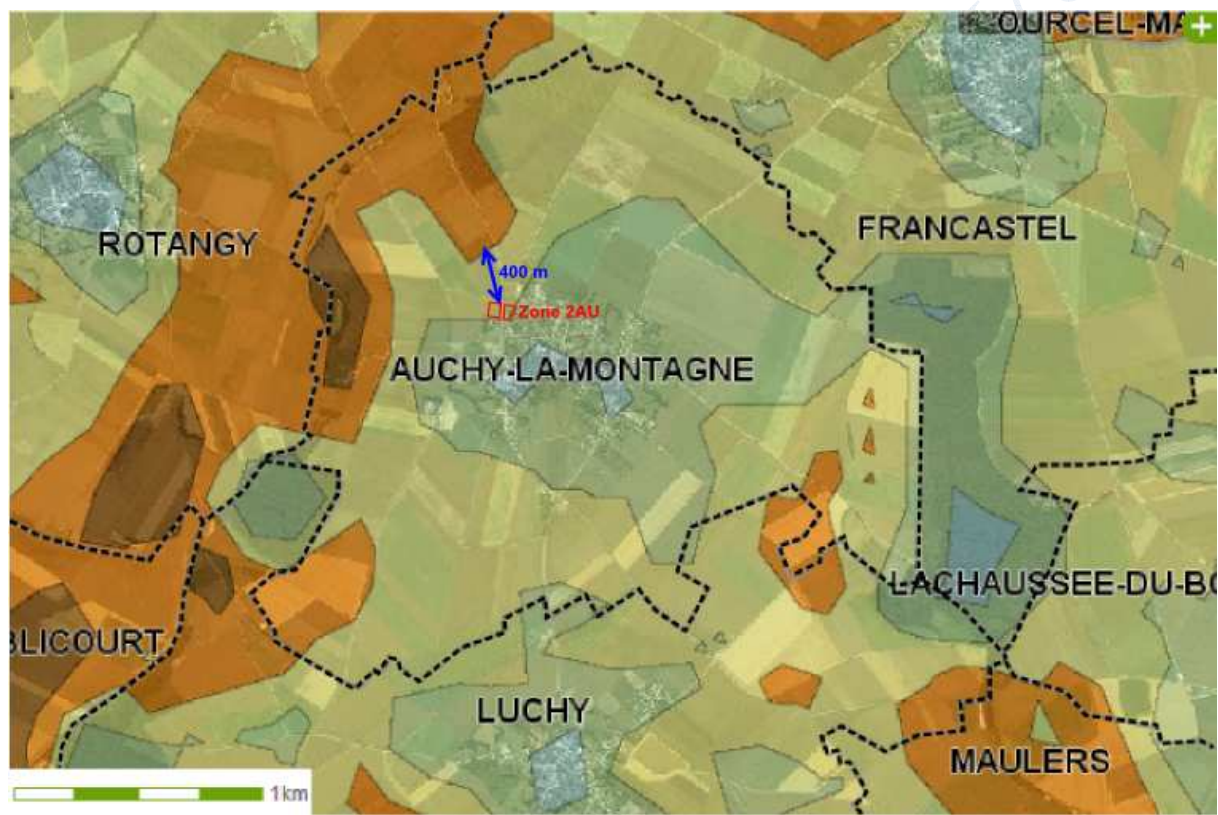 OURCEL-MA
+
ROTANGY
FRANCASTEL
400 m
Zone 2AU
AUCHY-LA-MONTAGNE
LACHAUSSEE-DU-BO
BLICOURT
LUCHY
MAULERS
1km